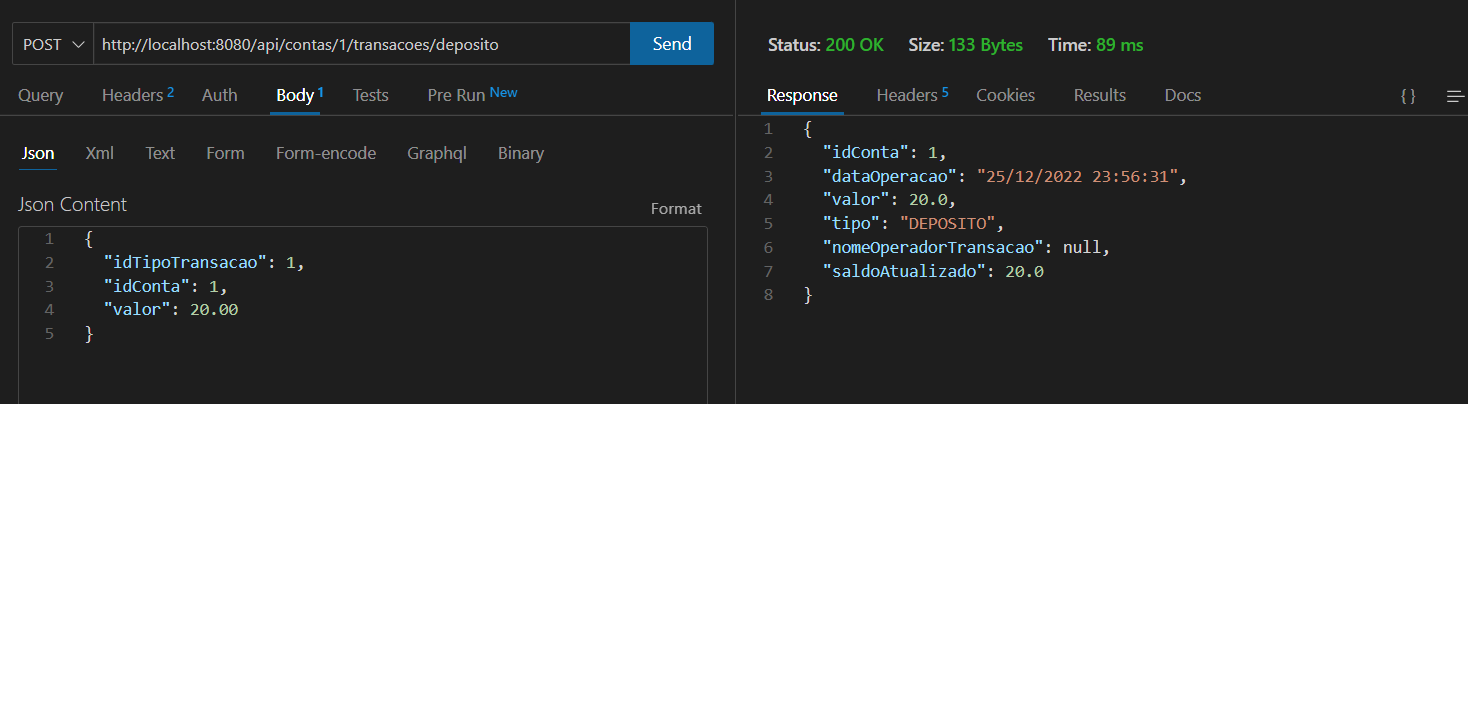 POST http://localhost:8080/api/contas/1/transacoes/deposito Send
Query Headers 2 Auth Body 1 Tests Pre Run New
Json Xml Text Form Form-encode Graphql Binary
Json Content
Format
1 {
2 "idTipoTransacao": 1,
3 "idConta": 1,
4 "valor": 20.00
5 }
Status: 200 OK Size: 133 Bytes Time: 89 ms
Response Headers 5 Cookies Results Docs { }
1 {
2 "idConta": 1,
3 "dataOperacao": "25/12/2022 23:56:31",
4 "valor": 20.0,
5 "tipo": "DEPOSITO",
6 "nomeOperadorTransacao": null,
7 "saldoAtualizado": 20.0
8 }